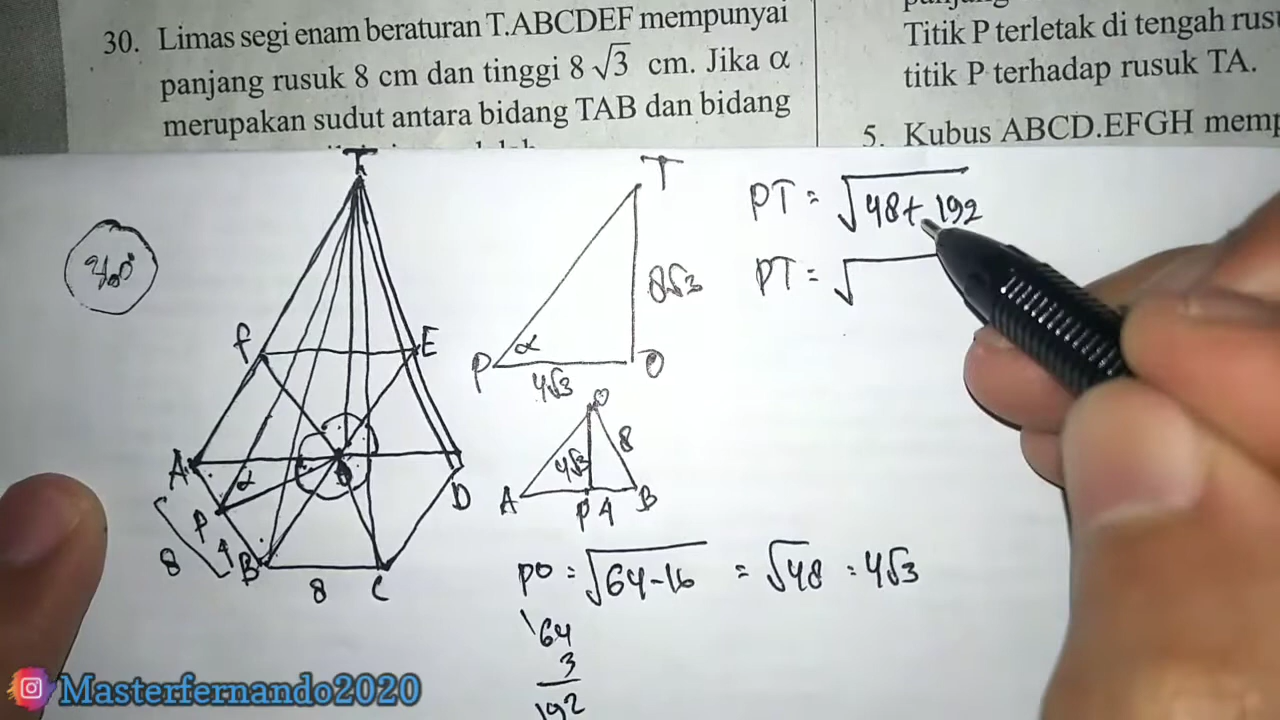 30. Limas segi enam beraturan T.ABCDEF mempunyai
panjang rusuk 8 cm dan tinggi 8 √3 cm. Jika α
merupakan sudut antara bidang TAB dan bidang
Titik P terletak di tengah rus
titik P terhadap rusuk TA.
5. Kubus ABCD.EFGH memp
360°
T
F
E
A
α
D
P
4
8
B
8
C
T
8√3
P
α
O
4√3
O
4√3
8
A
P
4
B
PT = √48+192
PT = √
PO = √64-16 = √48 = 4√3
64
3
192
Masterfernando2020